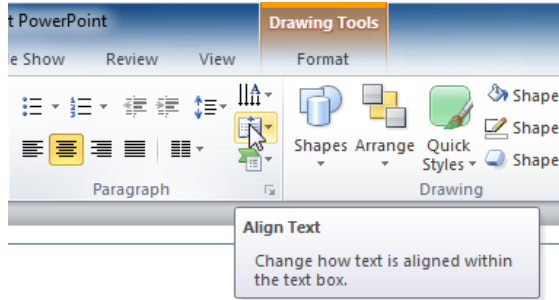 t PowerPoint
Drawing Tools
e Show Review View Format
Shape
Shape
Shapes Arrange Quick Styles Shape
Paragraph Drawing
Align Text
Change how text is aligned within
the text box.